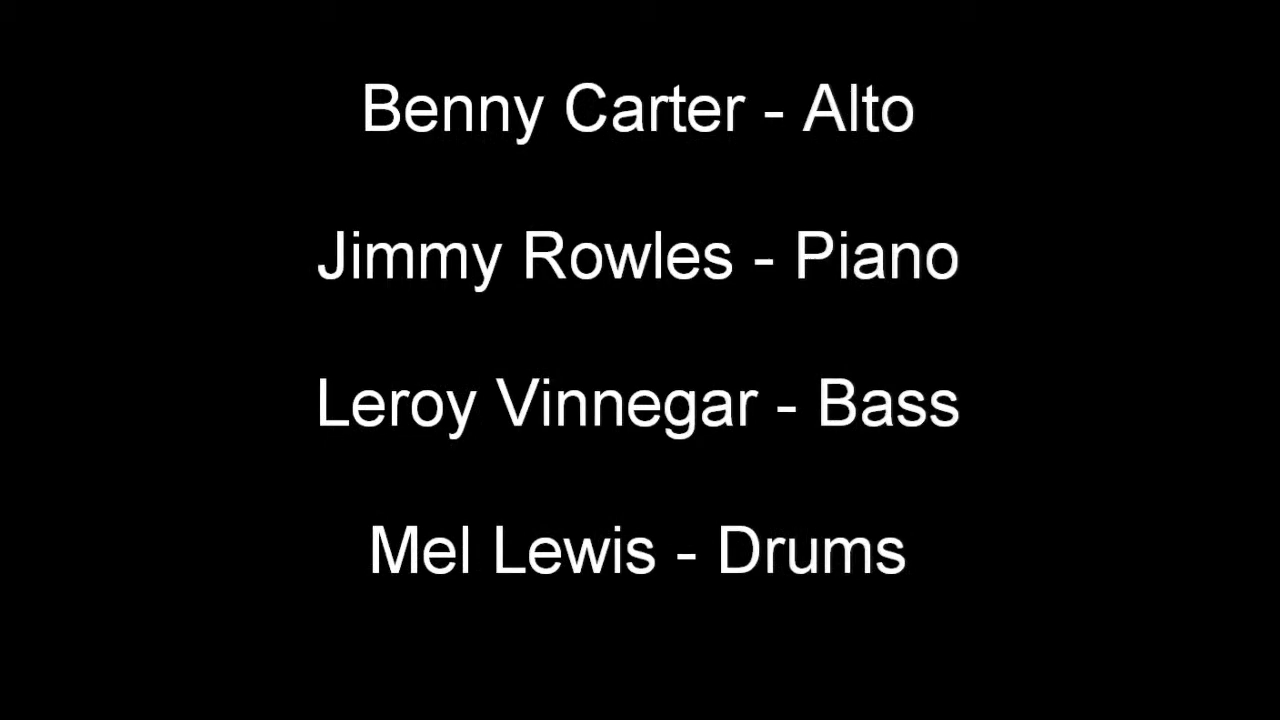 Benny Carter - Alto
Jimmy Rowles - Piano
Leroy Vinnegar - Bass
Mel Lewis - Drums